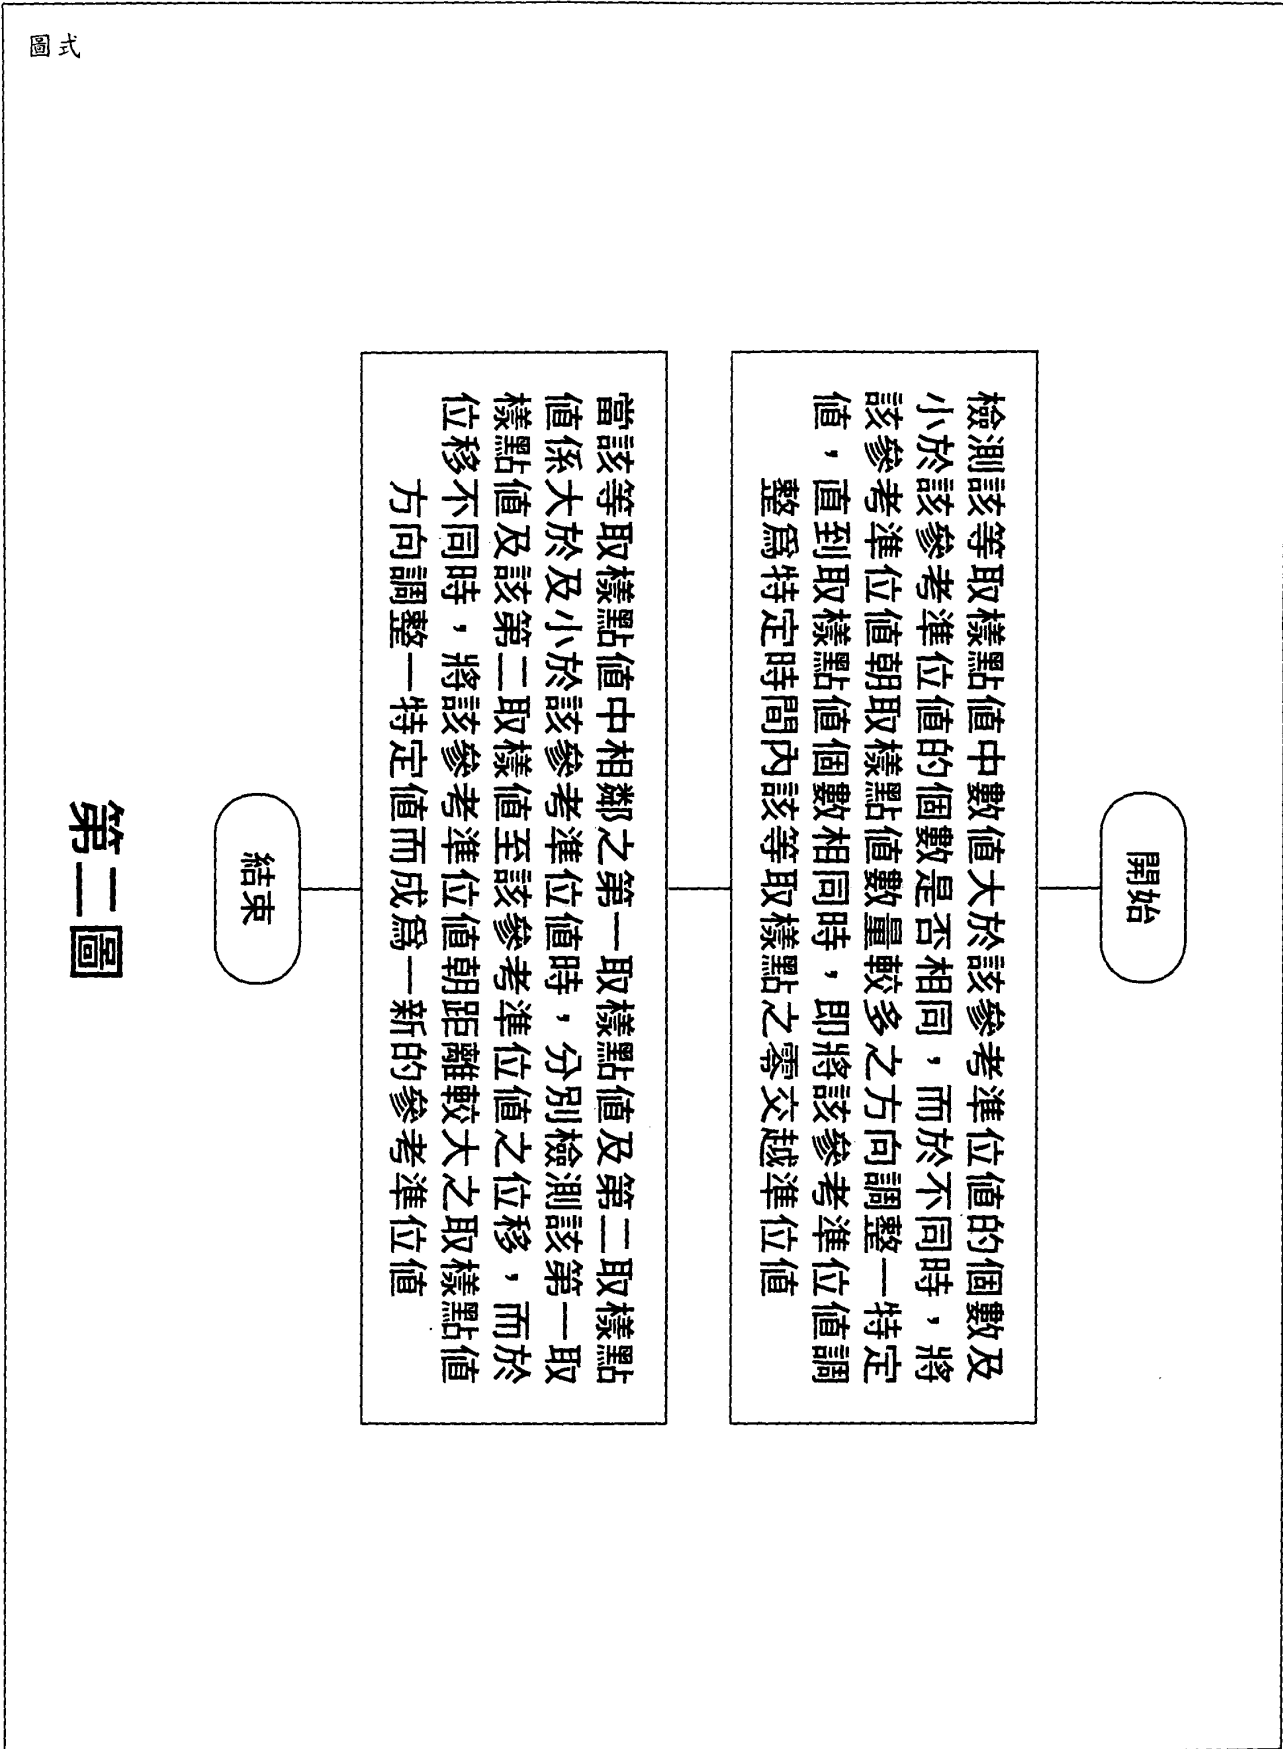 圖式
開始
檢測該等取樣點值中數值大於該參考準位值的個數及
小於該參考準位值的個數是否相同，而於不同時，將
該參考準位值朝取樣點值數量較多之方向調整一特定
值，直到取樣點值個數相同時，即將該參考準位值調
整爲特定時間內該等取樣點之零交越準位值
當該等取樣點值中相鄰之第一取樣點值及第二取樣點
值係大於及小於該參考準位值時，分別檢測該第一取
樣點值及該第二取樣值至該參考準位值之位移，而於
位移不同時，將該參考準位值朝距離較大之取樣點值
方向調整一特定值而成爲一新的參考準位值
結束
第二圖